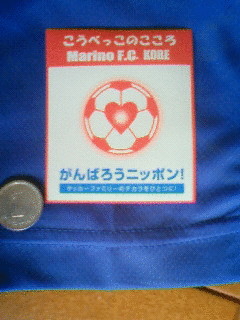 こうべっこのこころ
Marino F.C. KOBE
がんばろうニッポン!
サッカーファミリーのチカラをひとつに!